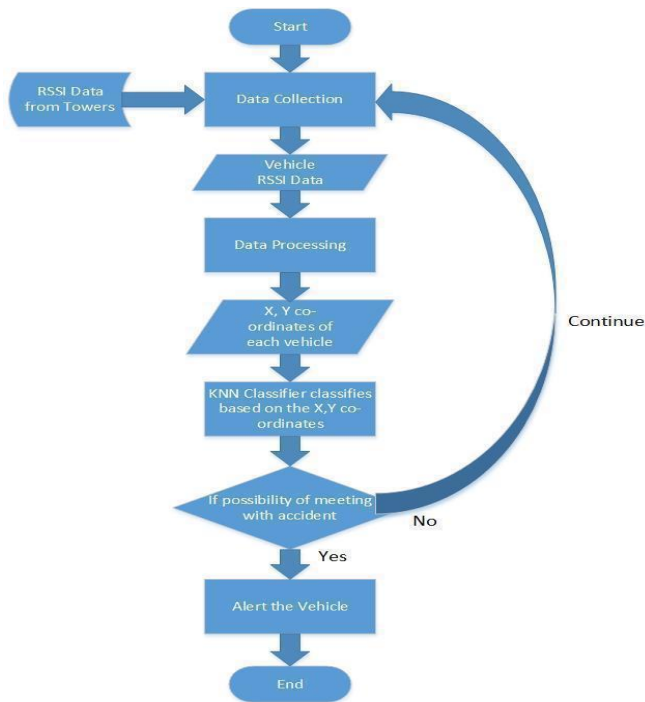 Start
RSSI Data
from Towers
Data Collection
Vehicle
RSSI Data
Data Processing
X, Y co-
ordinates of
each vehicle
Continue
KNN Classifier classifies
based on the X,Y co-
ordinates
If possibility of meeting
with accident
No
Yes
Alert the Vehicle
End